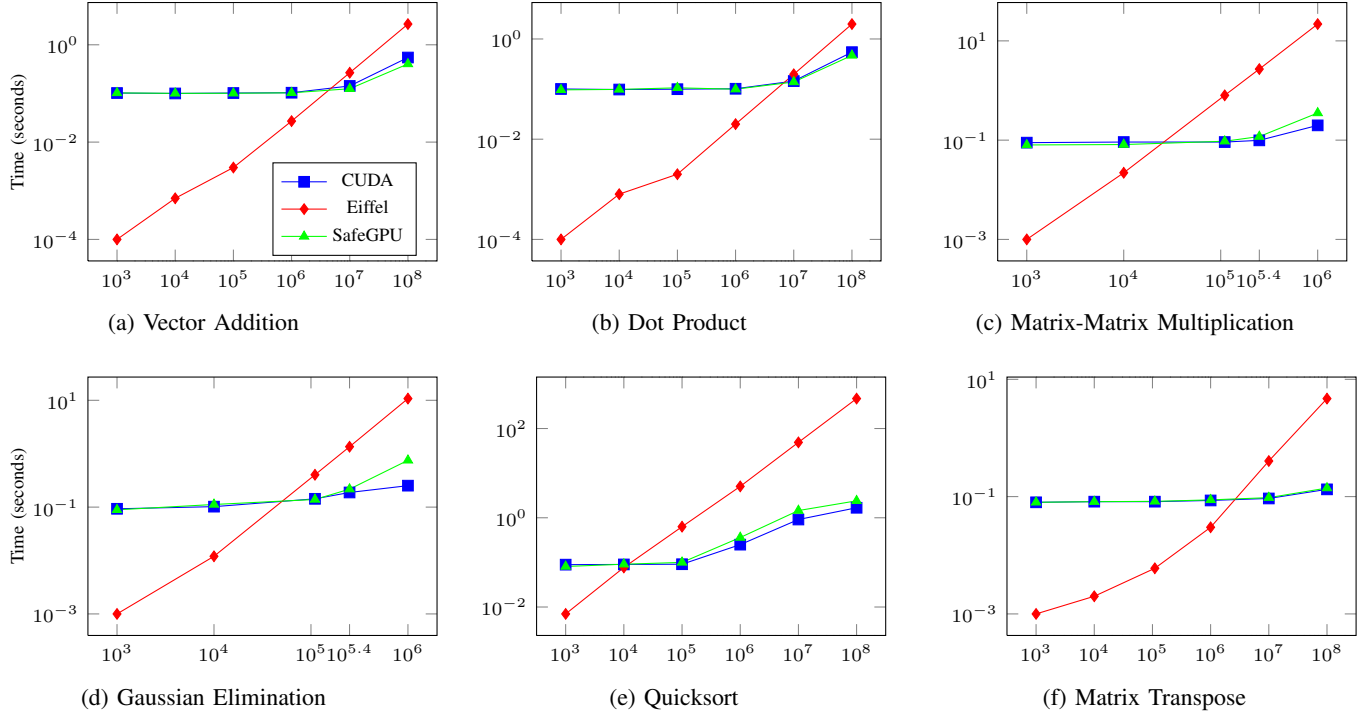 10^0
10^−2
10^−4
Time (seconds)
CUDA
Eiffel
SafeGPU
10^3 10^4 10^5 10^6 10^7 10^8
(a) Vector Addition
10^0
10^−2
10^−4
10^3 10^4 10^5 10^6 10^7 10^8
(b) Dot Product
10^1
10^−1
10^−3
10^3 10^4 10^5 10^5.4 10^6
(c) Matrix-Matrix Multiplication
10^1
10^−1
10^−3
Time (seconds)
10^3 10^4 10^5 10^5.4 10^6
(d) Gaussian Elimination
10^2
10^0
10^−2
10^3 10^4 10^5 10^6 10^7 10^8
(e) Quicksort
10^1
10^−1
10^−3
10^3 10^4 10^5 10^6 10^7 10^8
(f) Matrix Transpose